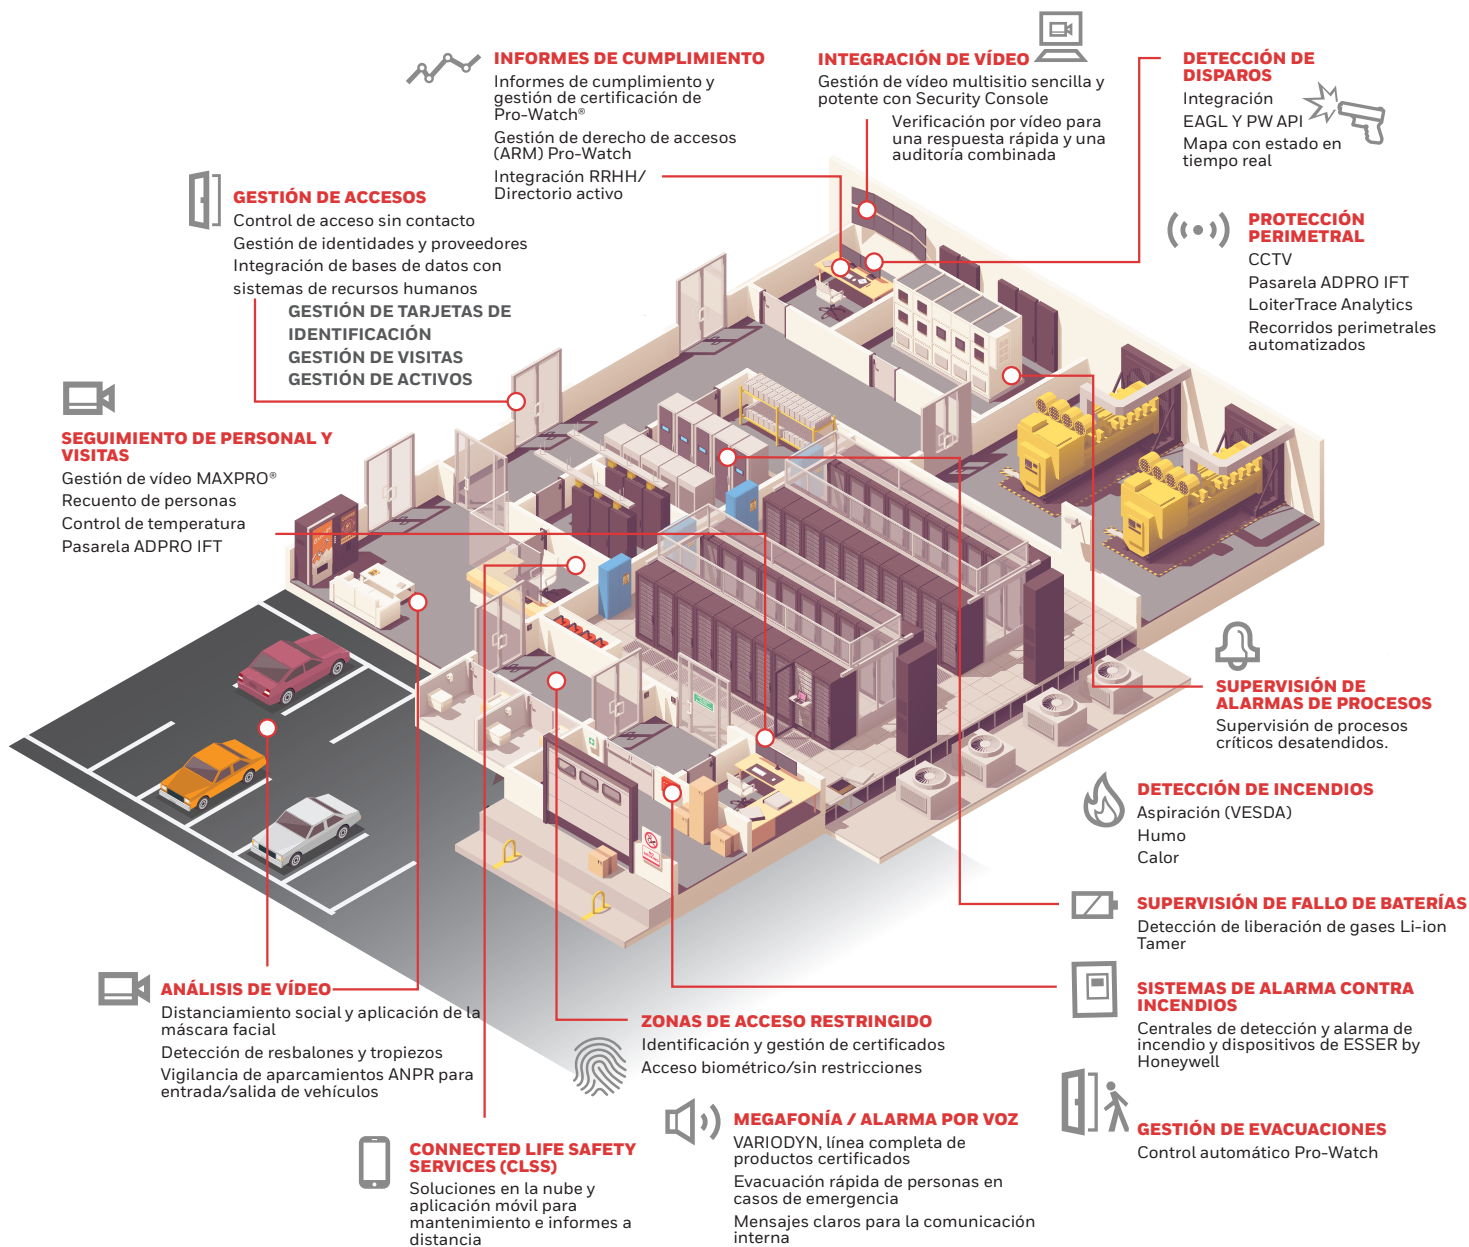 INFORMES DE CUMPLIMIENTO
Informes de cumplimiento y
gestión de certificación de
Pro-Watch®
Gestión de derecho de accesos
(ARM) Pro-Watch
Integración RRHH/
Directorio activo
INTEGRACIÓN DE VÍDEO
Gestión de vídeo multisitio sencilla y
potente con Security Console
Verificación por vídeo para
una respuesta rápida y una
auditoría combinada
DETECCIÓN DE
DISPAROS
Integración
EAGL Y PW API
Mapa con estado en
tiempo real
GESTIÓN DE ACCESOS
Control de acceso sin contacto
Gestión de identidades y proveedores
Integración de bases de datos con
sistemas de recursos humanos
GESTIÓN DE TARJETAS DE
IDENTIFICACIÓN
GESTIÓN DE VISITAS
GESTIÓN DE ACTIVOS
PROTECCIÓN
PERIMETRAL
CCTV
Pasarela ADPRO IFT
LoiterTrace Analytics
Recorridos perimetrales
automatizados
SEGUIMIENTO DE PERSONAL Y
VISITAS
Gestión de vídeo MAXPRO®
Recuento de personas
Control de temperatura
Pasarela ADPRO IFT
SUPERVISIÓN DE
ALARMAS DE PROCESOS
Supervisión de procesos
críticos desatendidos.
DETECCIÓN DE INCENDIOS
Aspiración (VESDA)
Humo
Calor
SUPERVISIÓN DE FALLO DE BATERÍAS
Detección de liberación de gases Li-ion
Tamer
SISTEMAS DE ALARMA CONTRA
INCENDIOS
Centrales de detección y alarma de
incendio y dispositivos de ESSER by
Honeywell
GESTIÓN DE EVACUACIONES
Control automático Pro-Watch
ANÁLISIS DE VÍDEO
Distanciamiento social y aplicación de la
máscara facial
Detección de resbalones y tropiezos
Vigilancia de aparcamientos ANPR para
entrada/salida de vehículos
ZONAS DE ACCESO RESTRINGIDO
Identificación y gestión de certificados
Acceso biométrico/sin restricciones
CONNECTED LIFE SAFETY
SERVICES (CLSS)
Soluciones en la nube y
aplicación móvil para
mantenimiento e informes a
distancia
MEGAFONÍA / ALARMA POR VOZ
VARIODYN, línea completa de
productos certificados
Evacuación rápida de personas en
casos de emergencia
Mensajes claros para la comunicación
interna